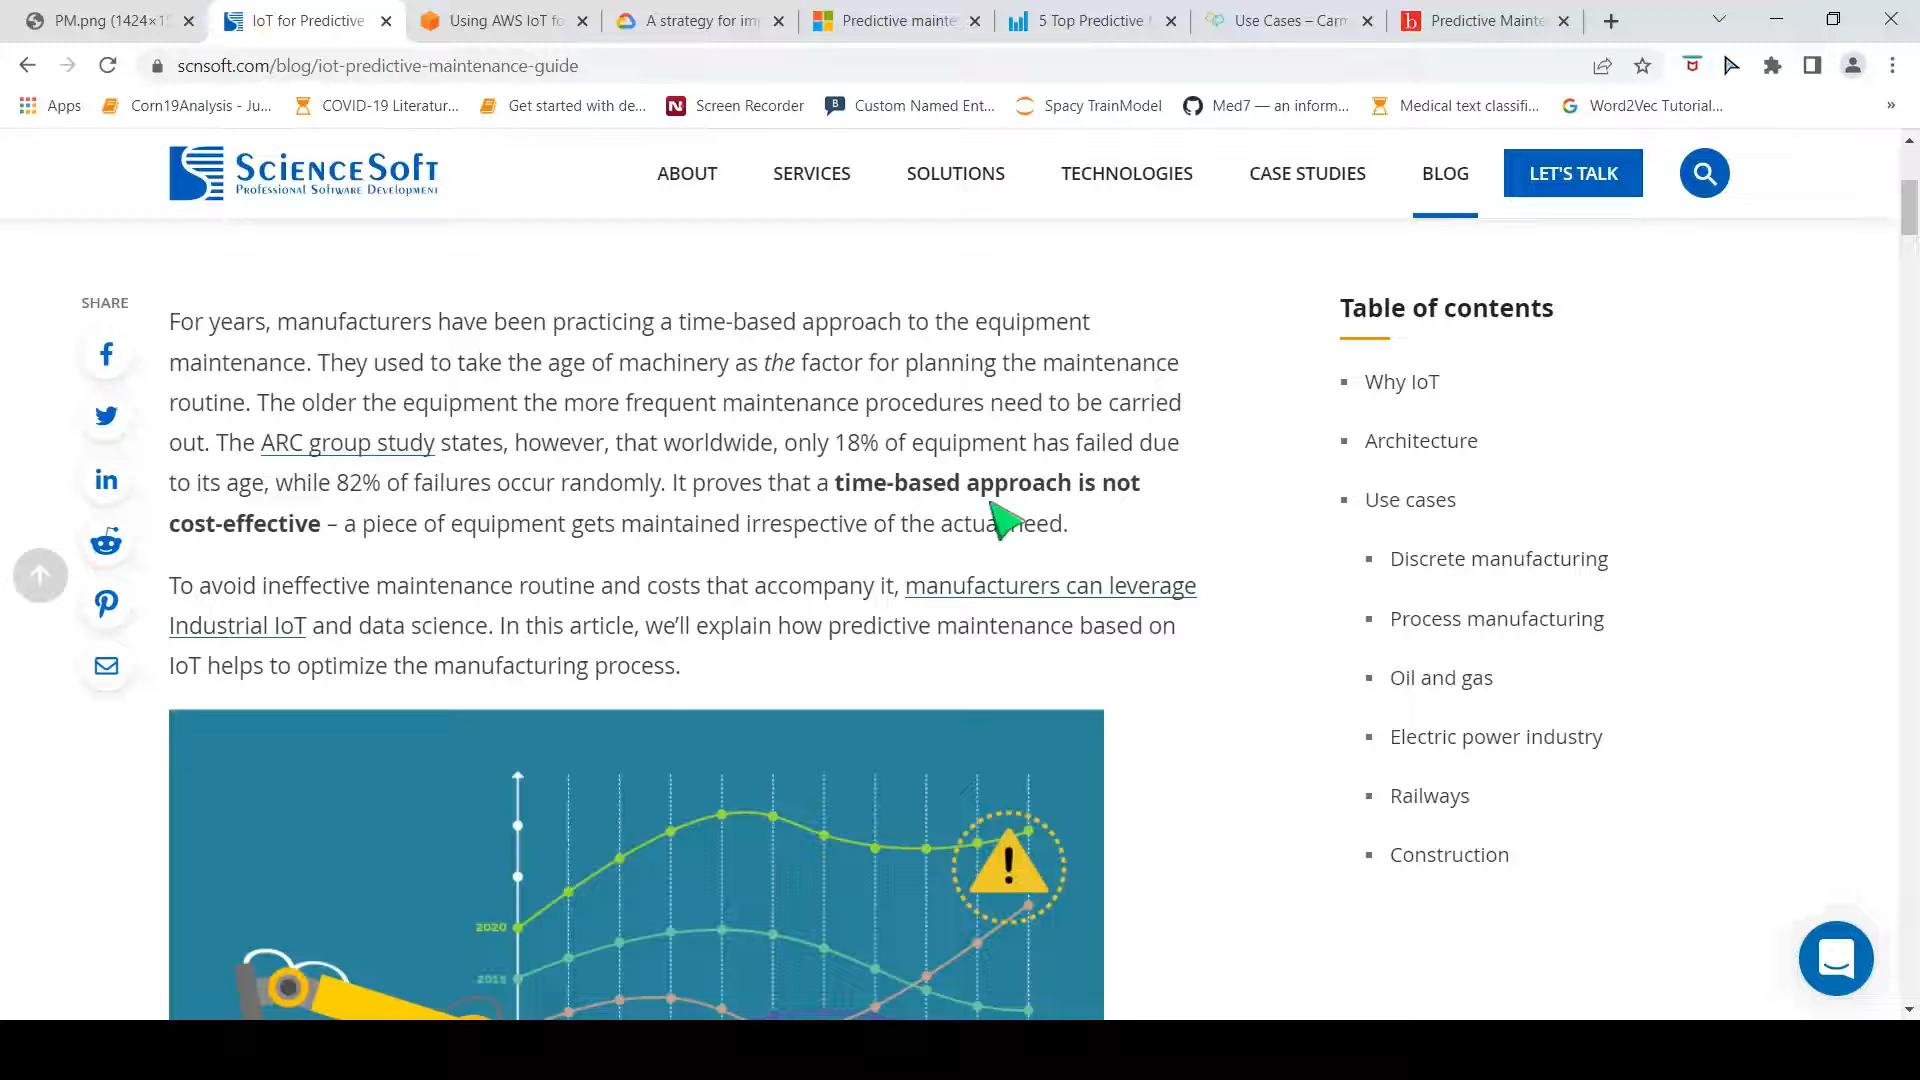 PM.png (1424×1
IoT for Predictive
Using AWS IoT fo
A strategy for im
Predictive mainte
5 Top Predictive
Use Cases – Carm
Predictive Mainte
scnsoft.com/blog/iot-predictive-maintenance-guide
Apps
Corn19Analysis - Ju...
COVID-19 Literatur...
Get started with de...
Screen Recorder
Custom Named Ent...
Spacy TrainModel
Med7 — an inform...
Medical text classifi...
Word2Vec Tutorial...
»
ScienceSoft
Professional Software Development
ABOUT
SERVICES
SOLUTIONS
TECHNOLOGIES
CASE STUDIES
BLOG
LET'S TALK
SHARE
For years, manufacturers have been practicing a time-based approach to the equipment
maintenance. They used to take the age of machinery as the factor for planning the maintenance
routine. The older the equipment the more frequent maintenance procedures need to be carried
out. The ARC group study states, however, that worldwide, only 18% of equipment has failed due
to its age, while 82% of failures occur randomly. It proves that a time-based approach is not
cost-effective – a piece of equipment gets maintained irrespective of the actual need.
To avoid ineffective maintenance routine and costs that accompany it, manufacturers can leverage
Industrial IoT and data science. In this article, we’ll explain how predictive maintenance based on
IoT helps to optimize the manufacturing process.
2020
2015
Table of contents
Why IoT
Architecture
Use cases
Discrete manufacturing
Process manufacturing
Oil and gas
Electric power industry
Railways
Construction